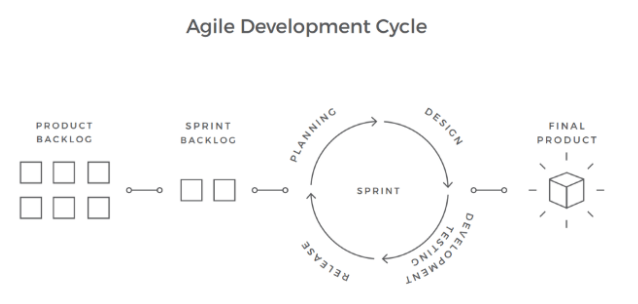 Agile Development Cycle
PRODUCT
BACKLOG
SPRINT
BACKLOG
PLANNING
DESIGN
SPRINT
DEVELOPMENT
TESTING
RELEASE
FINAL
PRODUCT